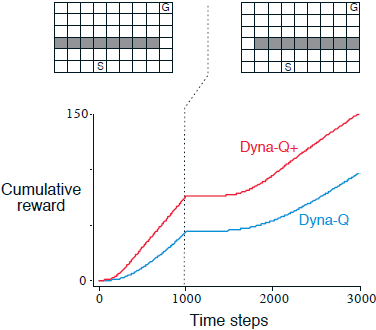 G
G
S
S
150
Dyna-Q+
Cumulative
reward
Dyna-Q
0
0
1000
2000
3000
Time steps